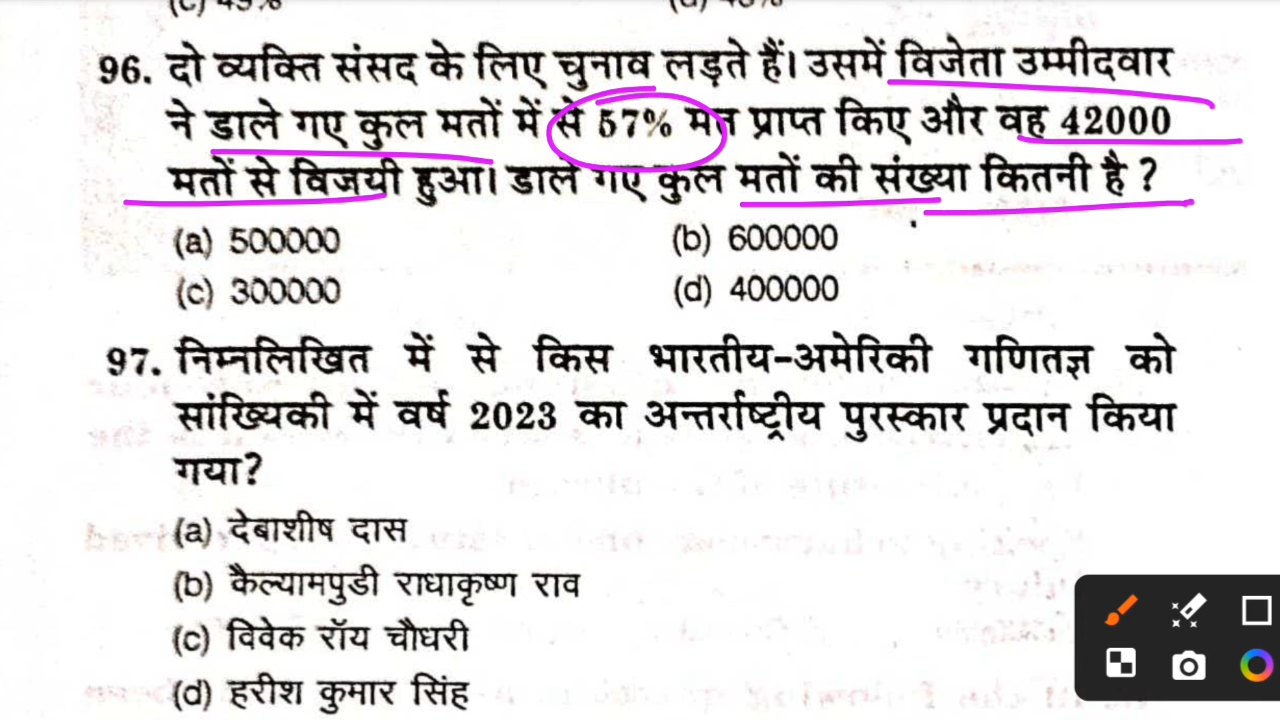 96. दो व्यक्ति संसद के लिए चुनाव लड़ते हैं। उसमें विजेता उम्मीदवार
ने डाले गए कुल मतों में से 57% मत प्राप्त किए और वह 42000
मतों से विजयी हुआ। डाले गए कुल मतों की संख्या कितनी है ?
(a) 500000 (b) 600000
(c) 300000 (d) 400000
97. निम्नलिखित में से किस भारतीय-अमेरिकी गणितज्ञ को
सांख्यिकी में वर्ष 2023 का अन्तर्राष्ट्रीय पुरस्कार प्रदान किया
गया?
(a) देबाशीष दास
(b) कैल्यामपुडी राधाकृष्ण राव
(c) विवेक रॉय चौधरी
(d) हरीश कुमार सिंह